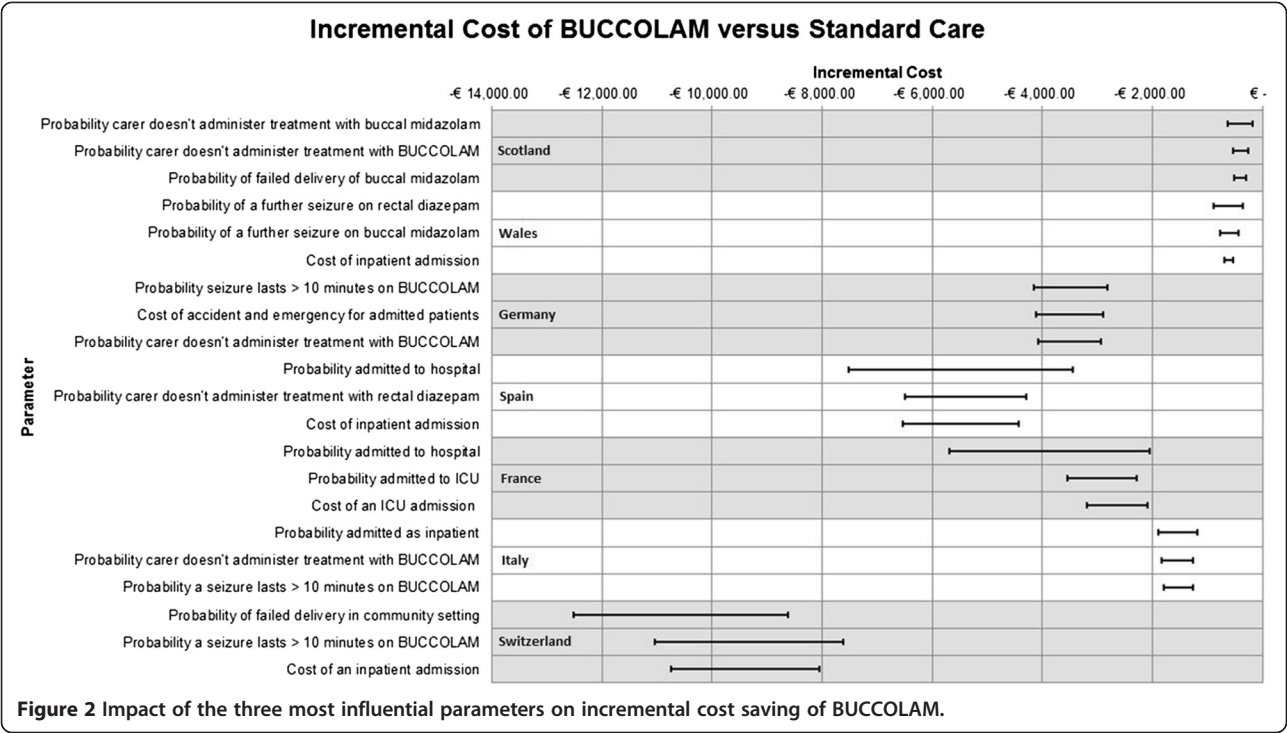 Incremental Cost of BUCCOLAM versus Standard Care
Incremental Cost
-€ 14,000.00 -€ 12,000.00 -€ 10,000.00 -€ 8,000.00 -€ 6,000.00 -€ 4,000.00 -€ 2,000.00 € -
Parameter
Probability carer doesn't administer treatment with buccal midazolam
Probability carer doesn't administer treatment with BUCCOLAM Scotland
Probability of failed delivery of buccal midazolam
Probability of a further seizure on rectal diazepam
Probability of a further seizure on buccal midazolam Wales
Cost of inpatient admission
Probability seizure lasts > 10 minutes on BUCCOLAM
Cost of accident and emergency for admitted patients Germany
Probability carer doesn't administer treatment with BUCCOLAM
Probability admitted to hospital
Probability carer doesn't administer treatment with rectal diazepam Spain
Cost of inpatient admission
Probability admitted to hospital
Probability admitted to ICU France
Cost of an ICU admission
Probability admitted as inpatient
Probability carer doesn't administer treatment with BUCCOLAM Italy
Probability a seizure lasts > 10 minutes on BUCCOLAM
Probability of failed delivery in community setting
Probability a seizure lasts > 10 minutes on BUCCOLAM Switzerland
Cost of an inpatient admission
Figure 2 Impact of the three most influential parameters on incremental cost saving of BUCCOLAM.